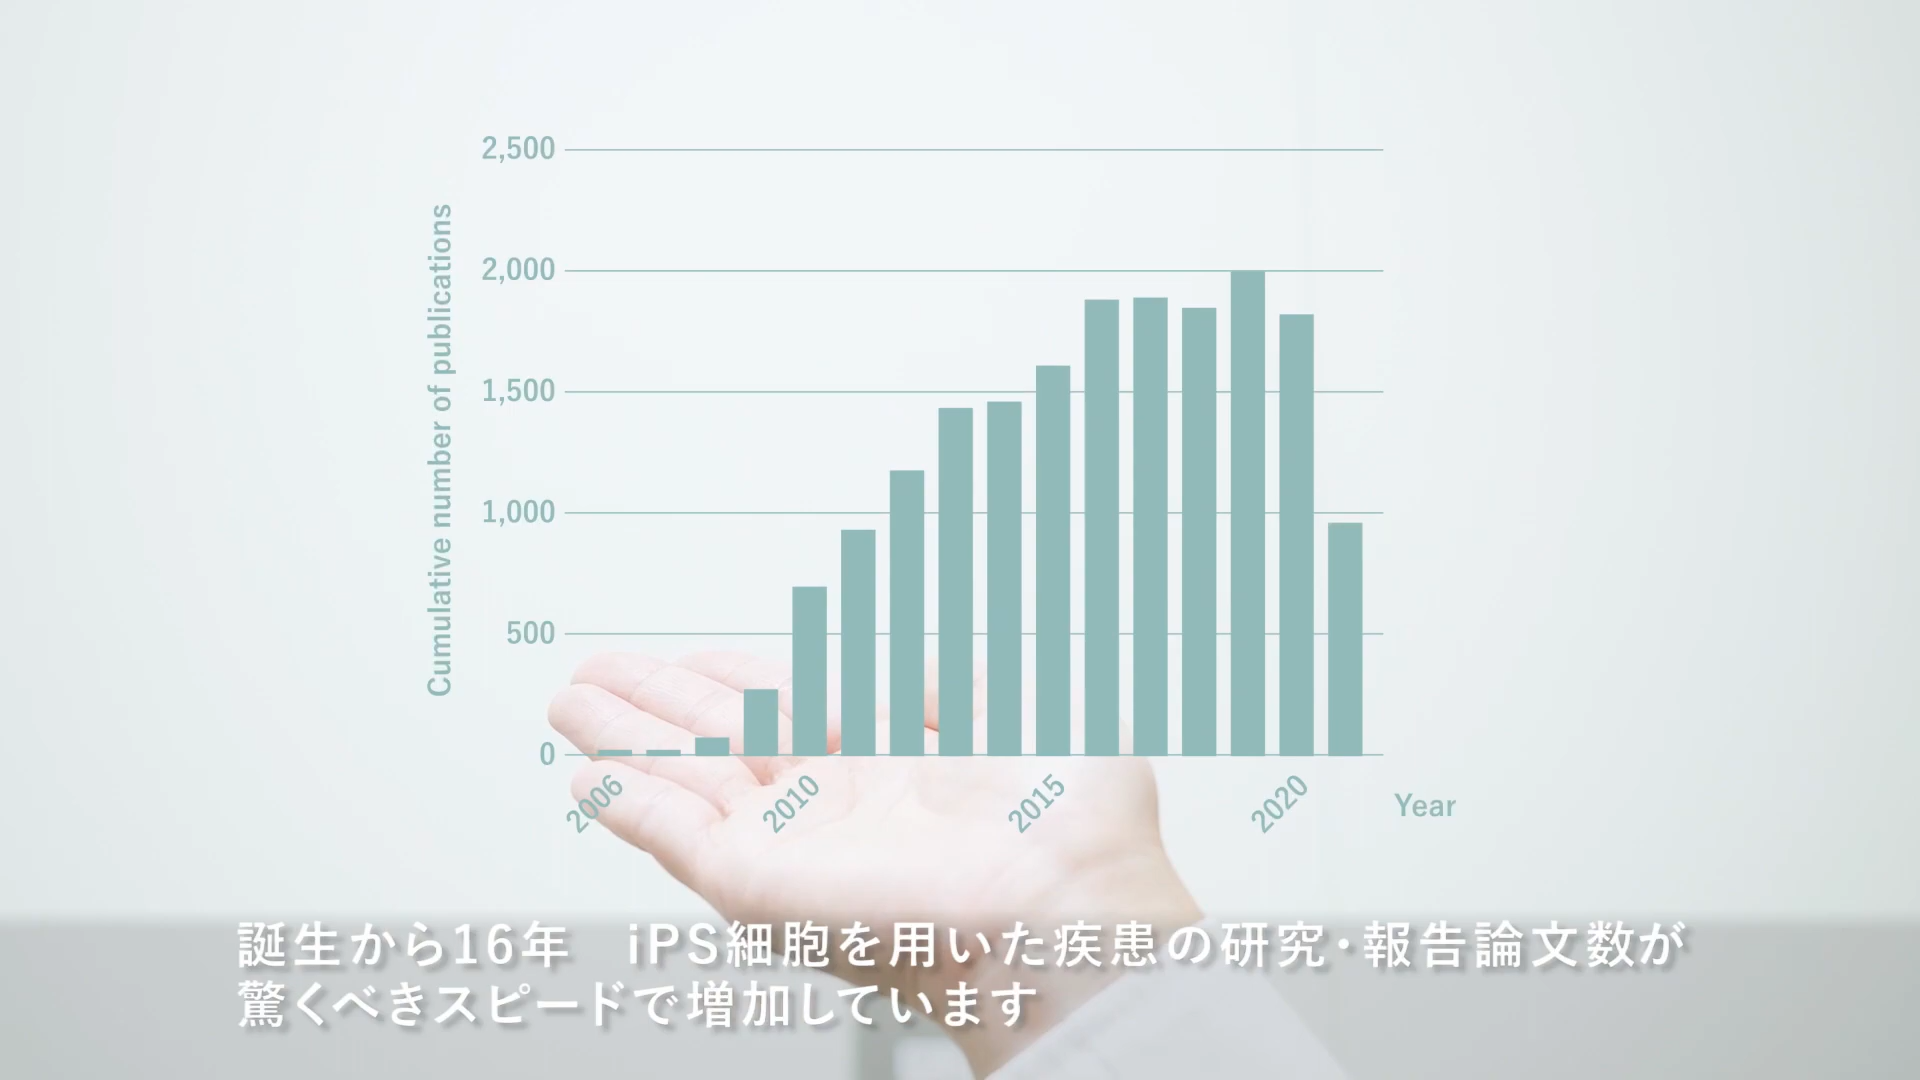 2,500
2,000
1,500
1,000
500
0
Cumulative number of publications
2006
2010
2015
2020
Year
誕生から16年　iPS細胞を用いた疾患の研究・報告論文数が
驚くべきスピードで増加しています